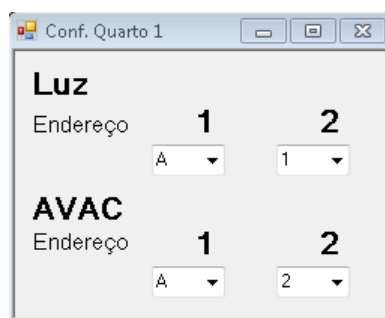 Conf. Quarto 1
Luz
Endereço 1 2
A 1
AVAC
Endereço 1 2
A 2